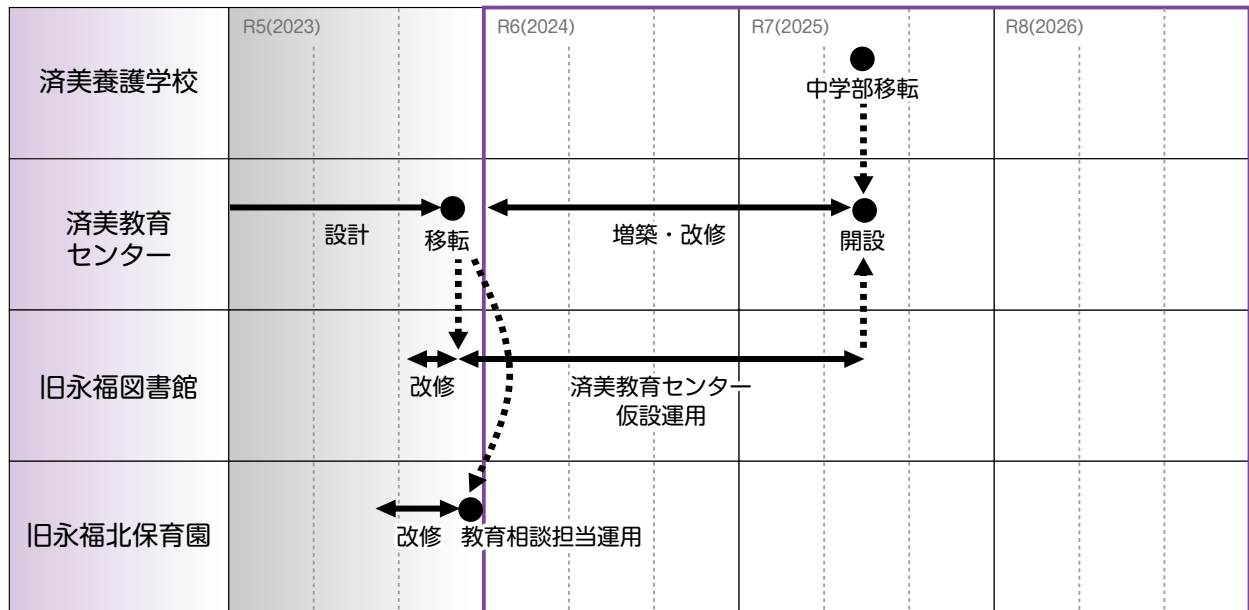 R5(2023)
R6(2024)
R7(2025)
R8(2026)
済美養護学校
中学部移転
済美教育
センター
設計
移転
増築・改修
開設
旧永福図書館
改修
済美教育センター
仮設運用
旧永福北保育園
改修
教育相談担当運用